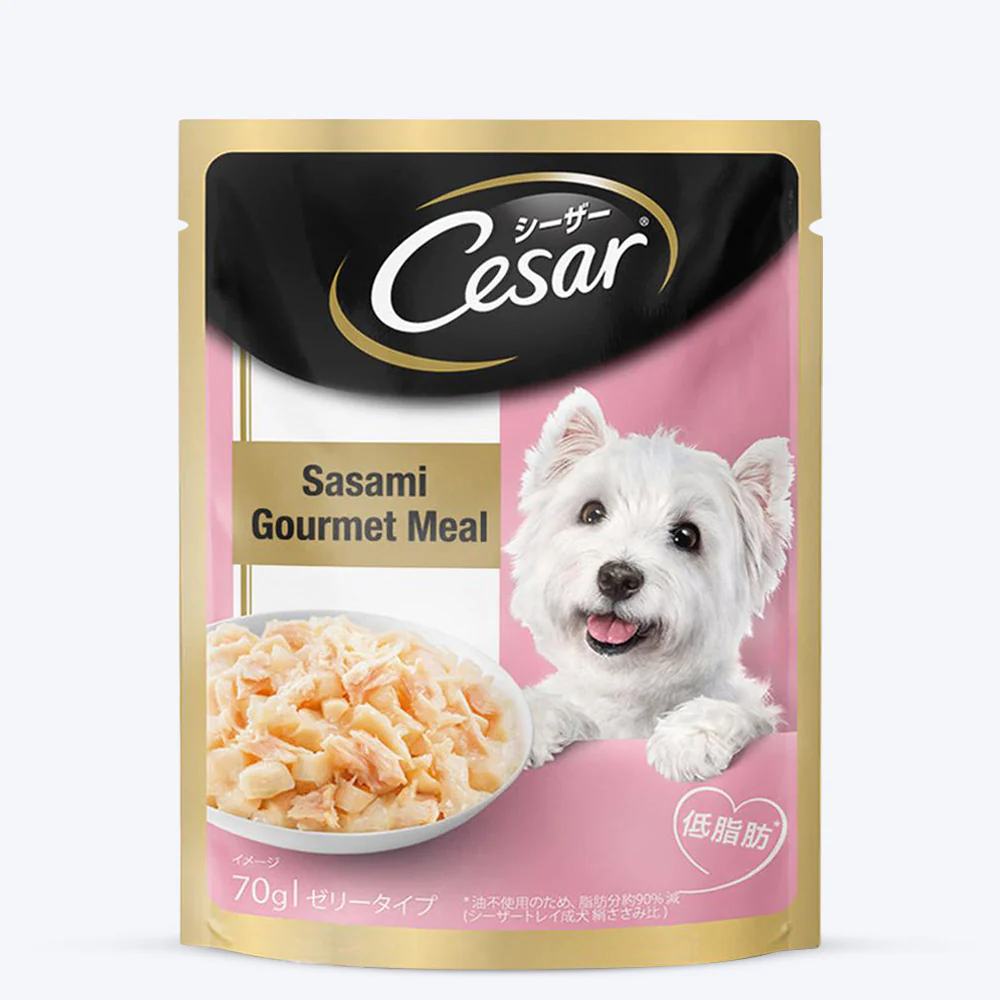 シーザー
Cesar®
Sasami
Gourmet Meal
低脂肪*
イメージ
70g| ゼリータイプ
*油不使用のため、脂肪分約90%減
(シーザートレイ成犬用ささみ比)